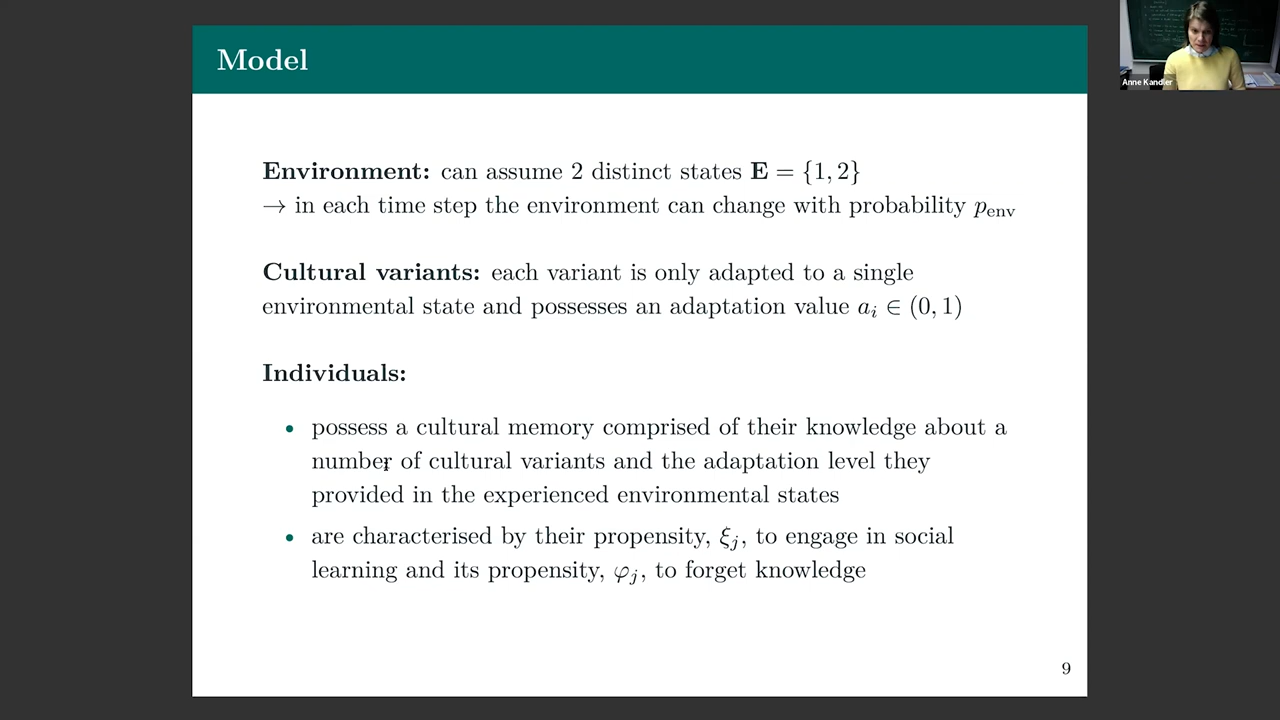 Model
Environment: can assume 2 distinct states E = {1, 2}
→ in each time step the environment can change with probability p_env
Cultural variants: each variant is only adapted to a single
environmental state and possesses an adaptation value a_i ∈ (0, 1)
Individuals:
• possess a cultural memory comprised of their knowledge about a
number of cultural variants and the adaptation level they
provided in the experienced environmental states
• are characterised by their propensity, ξ_j, to engage in social
learning and its propensity, φ_j, to forget knowledge
9
Anne Kandler